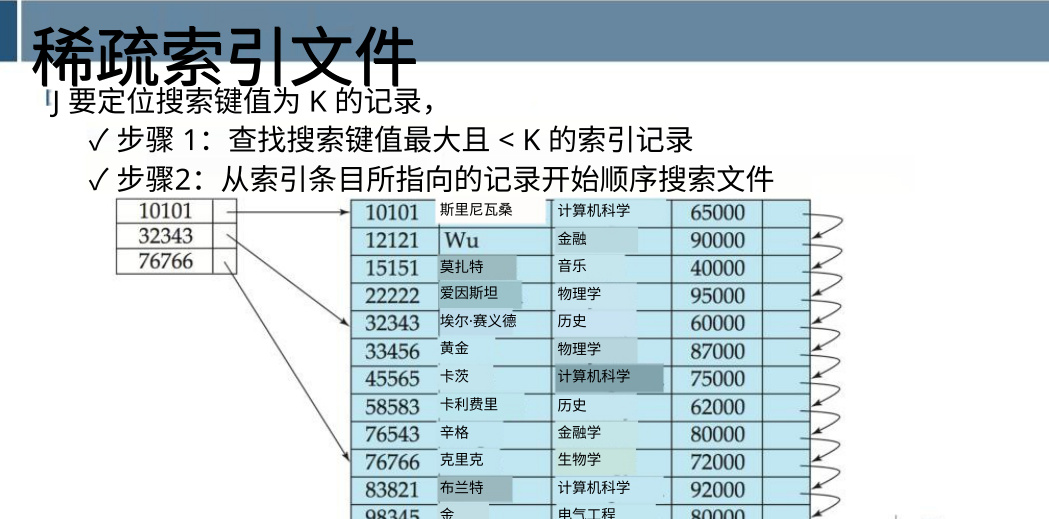 稀疏索引文件
要定位搜索键值为 K 的记录，
✓ 步骤 1：查找搜索键值最大且 < K 的索引记录
✓ 步骤2：从索引条目所指向的记录开始顺序搜索文件
10101
32343
76766
10101 斯里尼瓦桑 计算机科学 65000
12121 Wu 金融 90000
15151 莫扎特 音乐 40000
22222 爱因斯坦 物理学 95000
32343 埃尔·赛义德 历史 60000
33456 黄金 物理学 87000
45565 卡茨 计算机科学 75000
58583 卡利费里 历史 62000
76543 辛格 金融学 80000
76766 克里克 生物学 72000
83821 布兰特 计算机科学 92000
98345 金 电气工程 80000